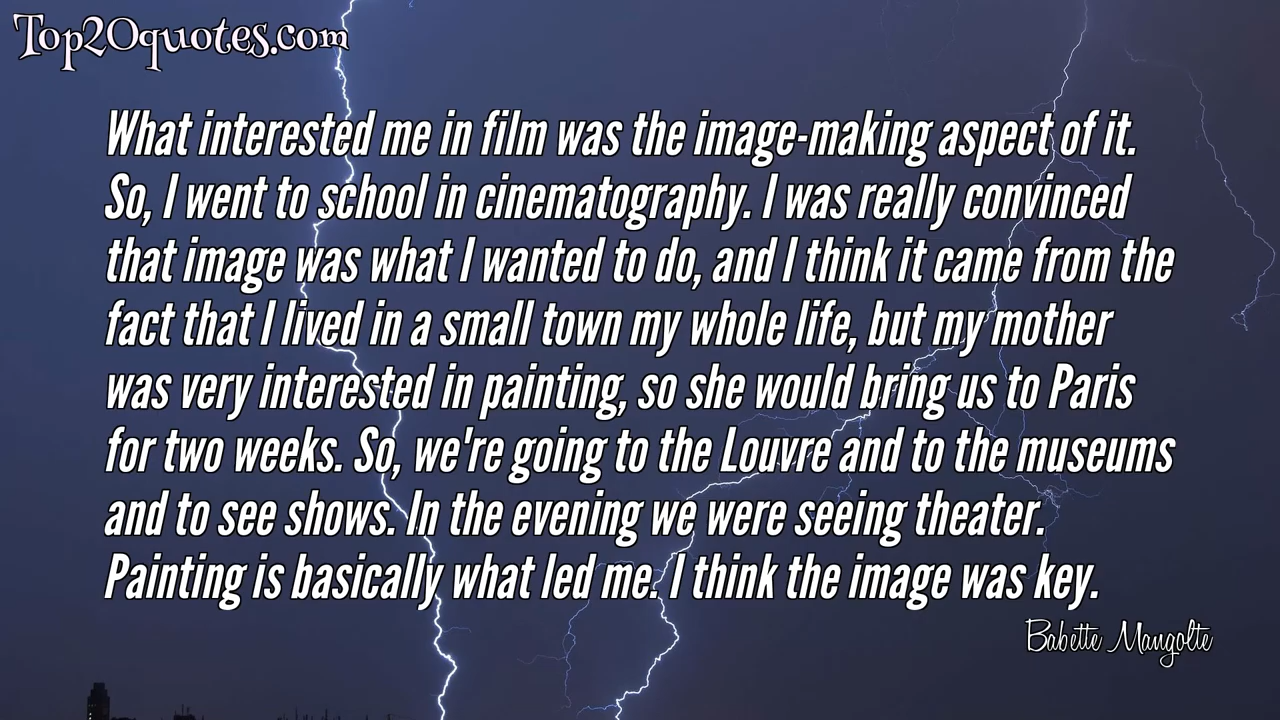 Top20quotes.com
What interested me in film was the image-making aspect of it.
So, I went to school in cinematography. I was really convinced
that image was what I wanted to do, and I think it came from the
fact that I lived in a small town my whole life, but my mother
was very interested in painting, so she would bring us to Paris
for two weeks. So, we're going to the Louvre and to the museums
and to see shows. In the evening we were seeing theater.
Painting is basically what led me. I think the image was key.
Babette Mangolte